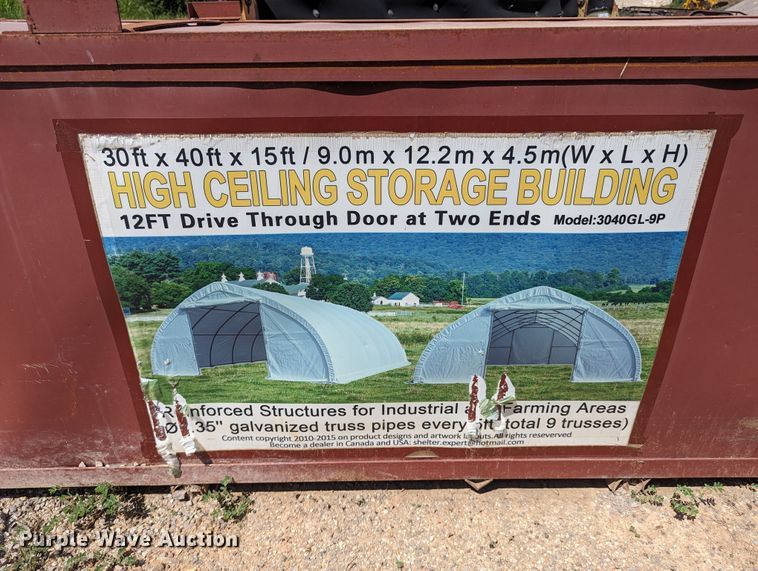 30ft x 40ft x 15ft / 9.0m x 12.2m x 4.5m(W x L x H)
HIGH CEILING STORAGE BUILDING
12FT Drive Through Door at Two Ends Model:3040GL-9P
Reinforced Structures for Industrial and Farming Areas
.35" galvanized truss pipes every 5ft total 9 trusses)
Content copyright 2010-2015 on product designs and artwork layouts. All rights reserverved
Become a dealer in Canada and USA: shelter.expert@hotmail.com
Purple Wave Auction